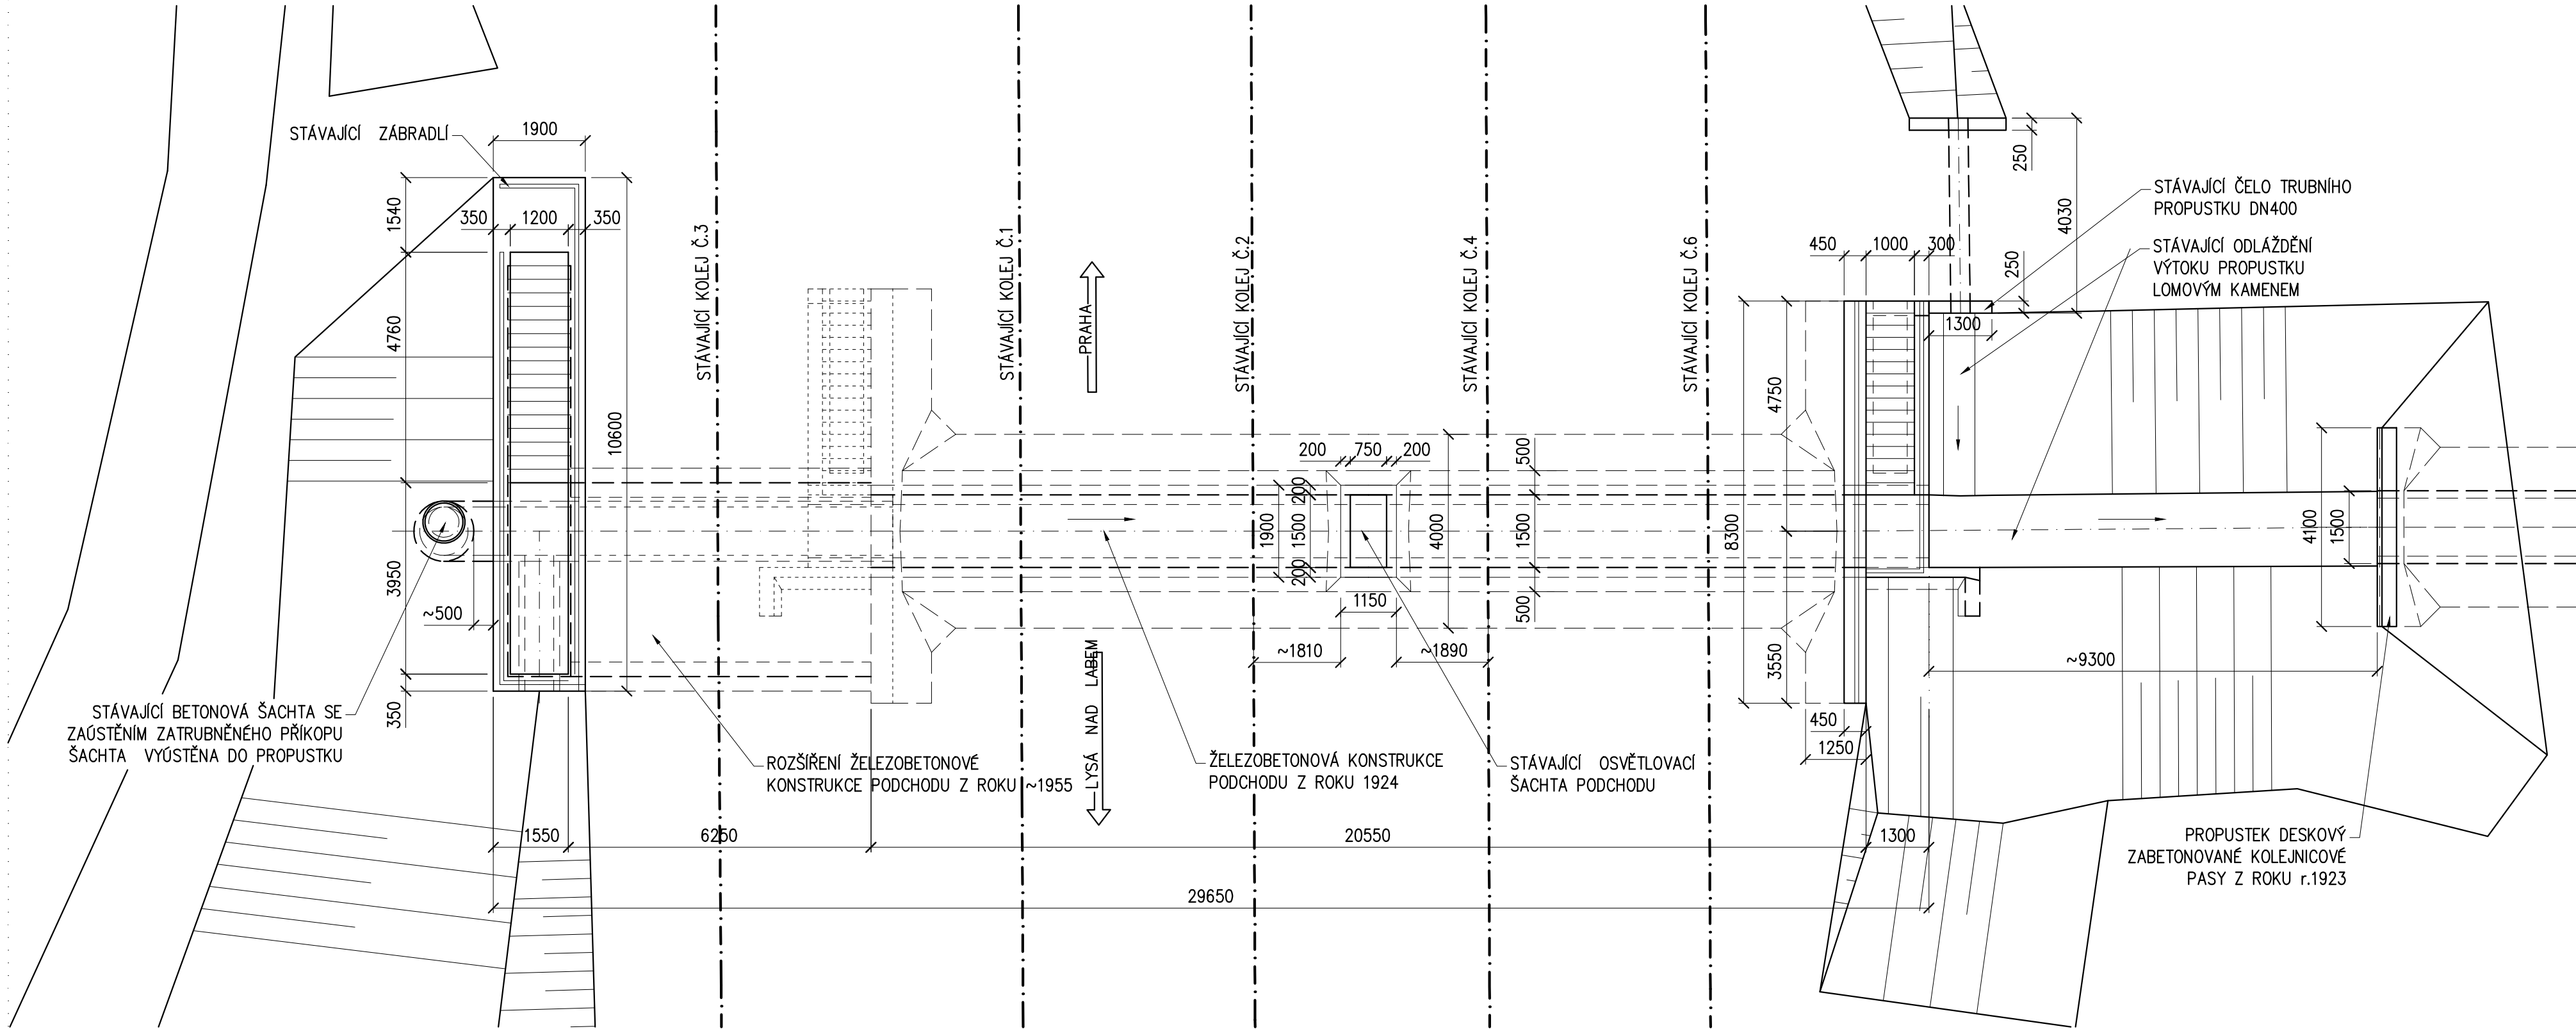 STÁVAJÍCÍ ZÁBRADLÍ
1900
1540
350
1200
350
4760
10600
3950
~500
350
STÁVAJÍCÍ BETONOVÁ ŠACHTA SE
ZAÚSTĚNÍM ZATRUBNĚNÉHO PŘÍKOPU
ŠACHTA VYÚSTĚNA DO PROPUSTKU
STÁVAJÍCÍ KOLEJ Č.3
STÁVAJÍCÍ KOLEJ Č.1
PRAHA
STÁVAJÍCÍ KOLEJ Č.2
STÁVAJÍCÍ KOLEJ Č.4
STÁVAJÍCÍ KOLEJ Č.6
LYSÁ NAD LABEM
ROZŠÍŘENÍ ŽELEZOBETONOVÉ
KONSTRUKCE PODCHODU Z ROKU ~1955
ŽELEZOBETONOVÁ KONSTRUKCE
PODCHODU Z ROKU 1924
STÁVAJÍCÍ OSVĚTLOVACÍ
ŠACHTA PODCHODU
200
750
200
200
1900
1500
200
1150
~1810
~1890
4000
500
1500
500
8300
4750
3550
450
1000
300
450
1250
250
4030
250
1300
STÁVAJÍCÍ ČELO TRUBNÍHO
PROPUSTKU DN400
STÁVAJÍCÍ ODLÁŽDĚNÍ
VÝTOKU PROPUSTKU
LOMOVÝM KAMENEM
4100
1500
~9300
PROPUSTEK DESKOVÝ
ZABETONOVANÉ KOLEJNICOVÉ
PASY Z ROKU r.1923
1550
6250
20550
1300
29650